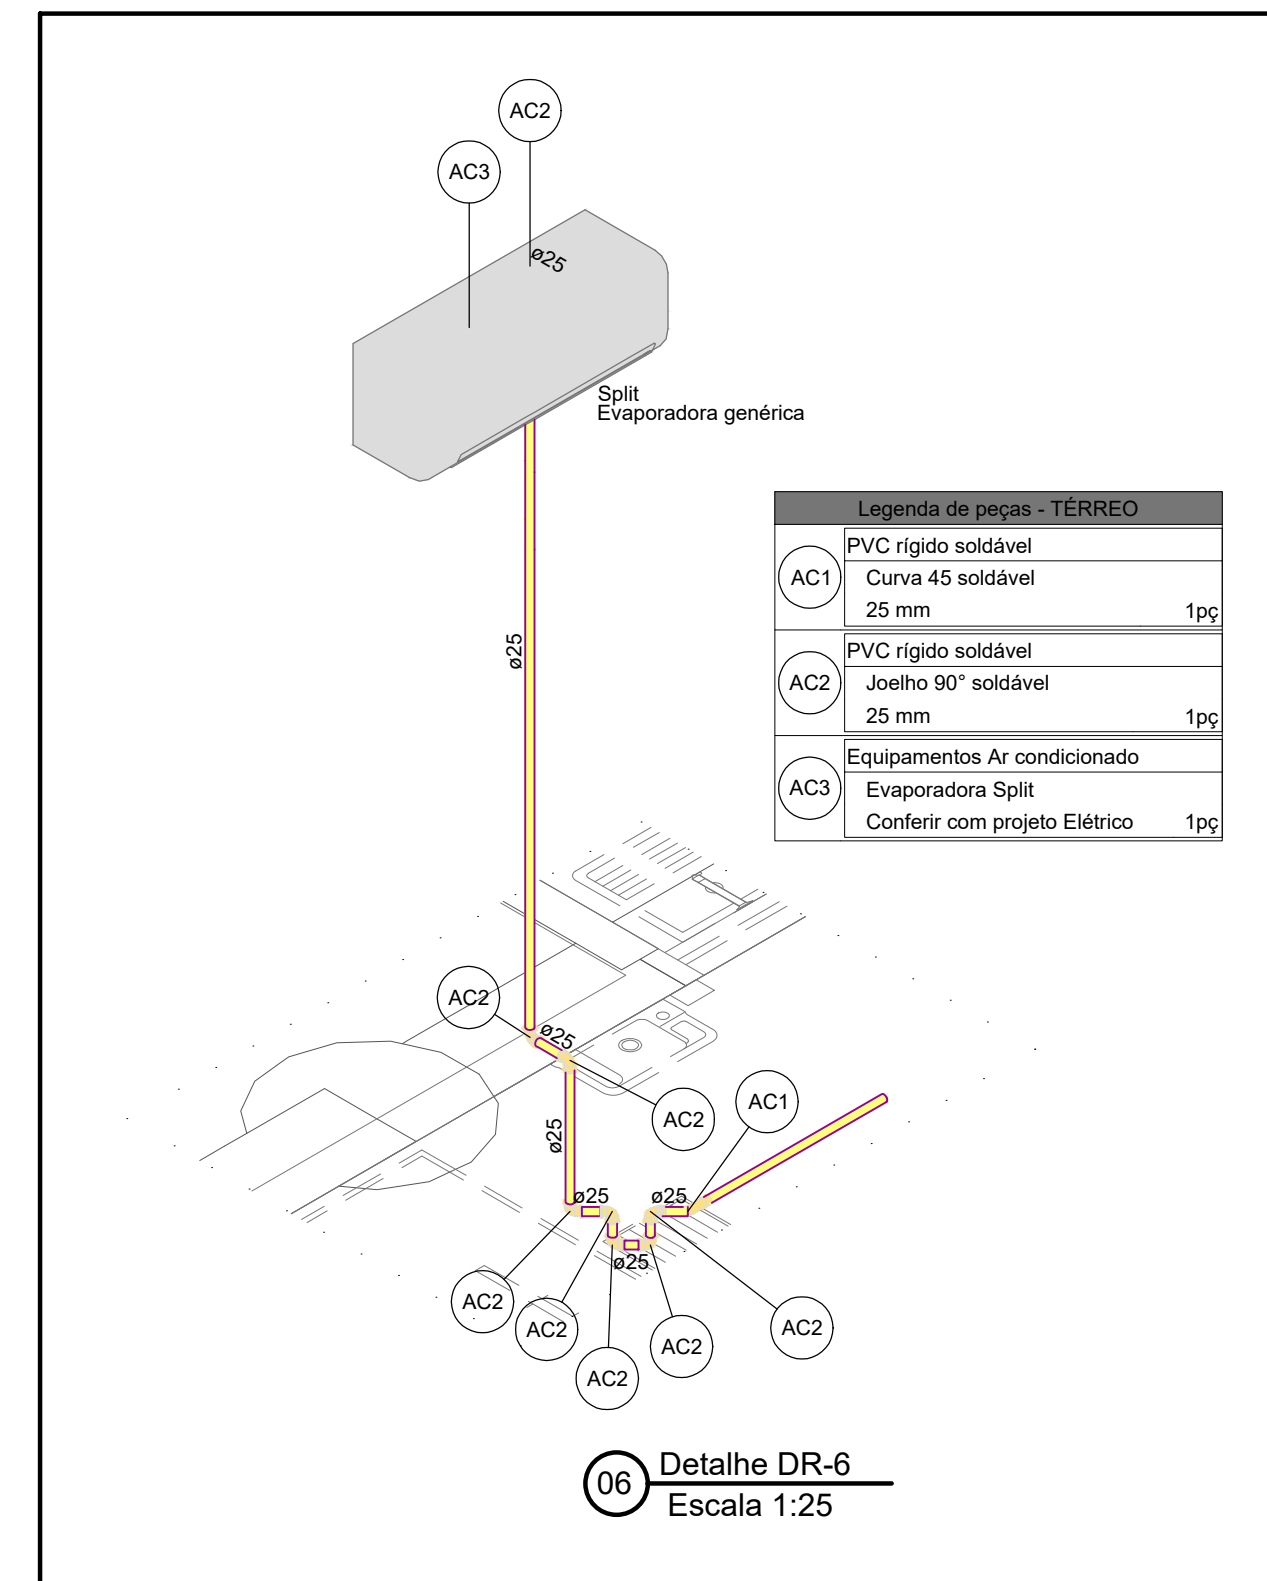 AC2
AC3
ø25
Split
Evaporadora genérica
Legenda de peças - TÉRREO
AC1
PVC rígido soldável
Curva 45 soldável
25 mm 1pç
AC2
PVC rígido soldável
Joelho 90° soldável
25 mm 1pç
AC3
Equipamentos Ar condicionado
Evaporadora Split
Conferir com projeto Elétrico 1pç
ø25
AC2
ø25
AC2
AC1
ø25
ø25
ø25
ø25
AC2
AC2
AC2
AC2
AC2
06
Detalhe DR-6
Escala 1:25